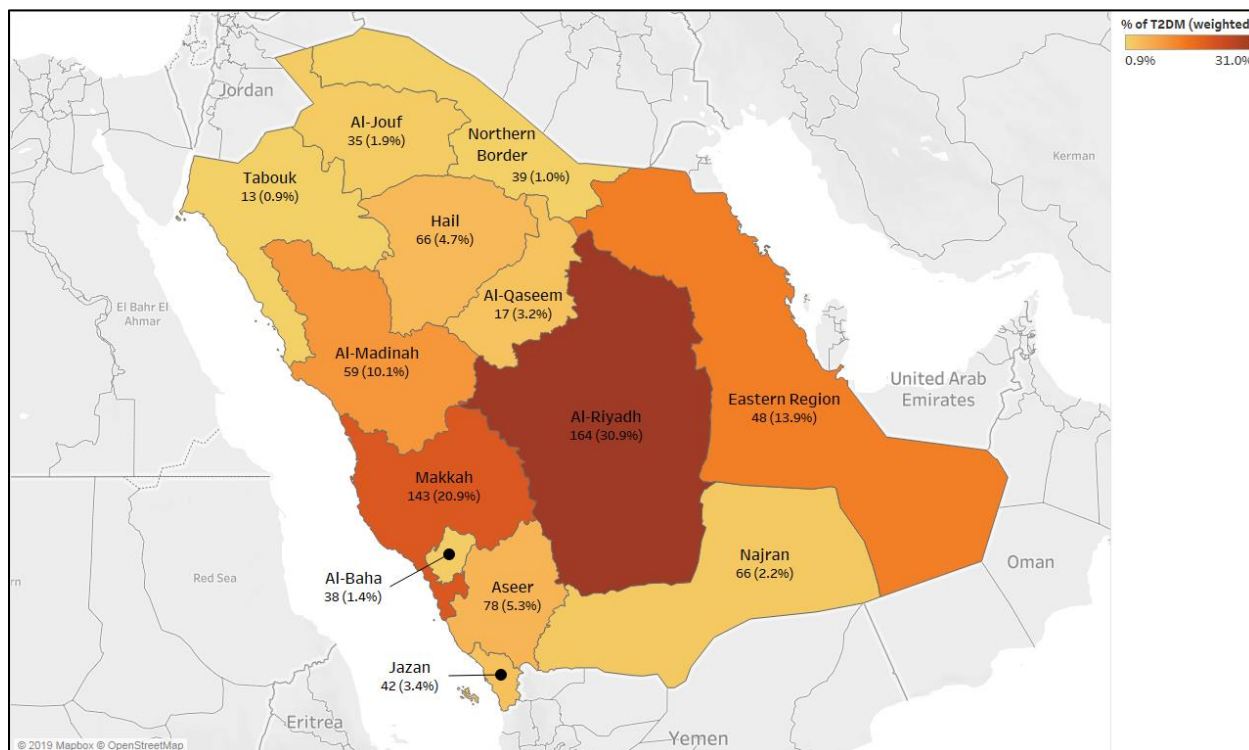 % of T2DM (weighted
0.9%
31.0%
Jordan
Al-Jouf
35 (1.9%)
Northern
Border
39 (1.0%)
Kerman
Tabouk
13 (0.9%)
Hail
66 (4.7%)
Al-Qaseem
17 (3.2%)
El Bahr El
Ahmar
Al-Madinah
59 (10.1%)
United Arab
Emirates
Eastern Region
48 (13.9%)
Al-Riyadh
164 (30.9%)
Makkah
143 (20.9%)
Najran
66 (2.2%)
Oman
Al-Baha
38 (1.4%)
Red Sea
Aseer
78 (5.3%)
Jazan
42 (3.4%)
Eritrea
Yemen
© 2019 Mapbox © OpenStreetMap